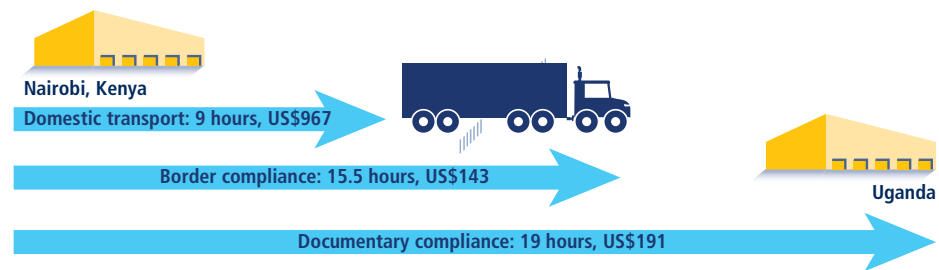 Nairobi, Kenya
Domestic transport: 9 hours, US$967
Border compliance: 15.5 hours, US$143
Uganda
Documentary compliance: 19 hours, US$191